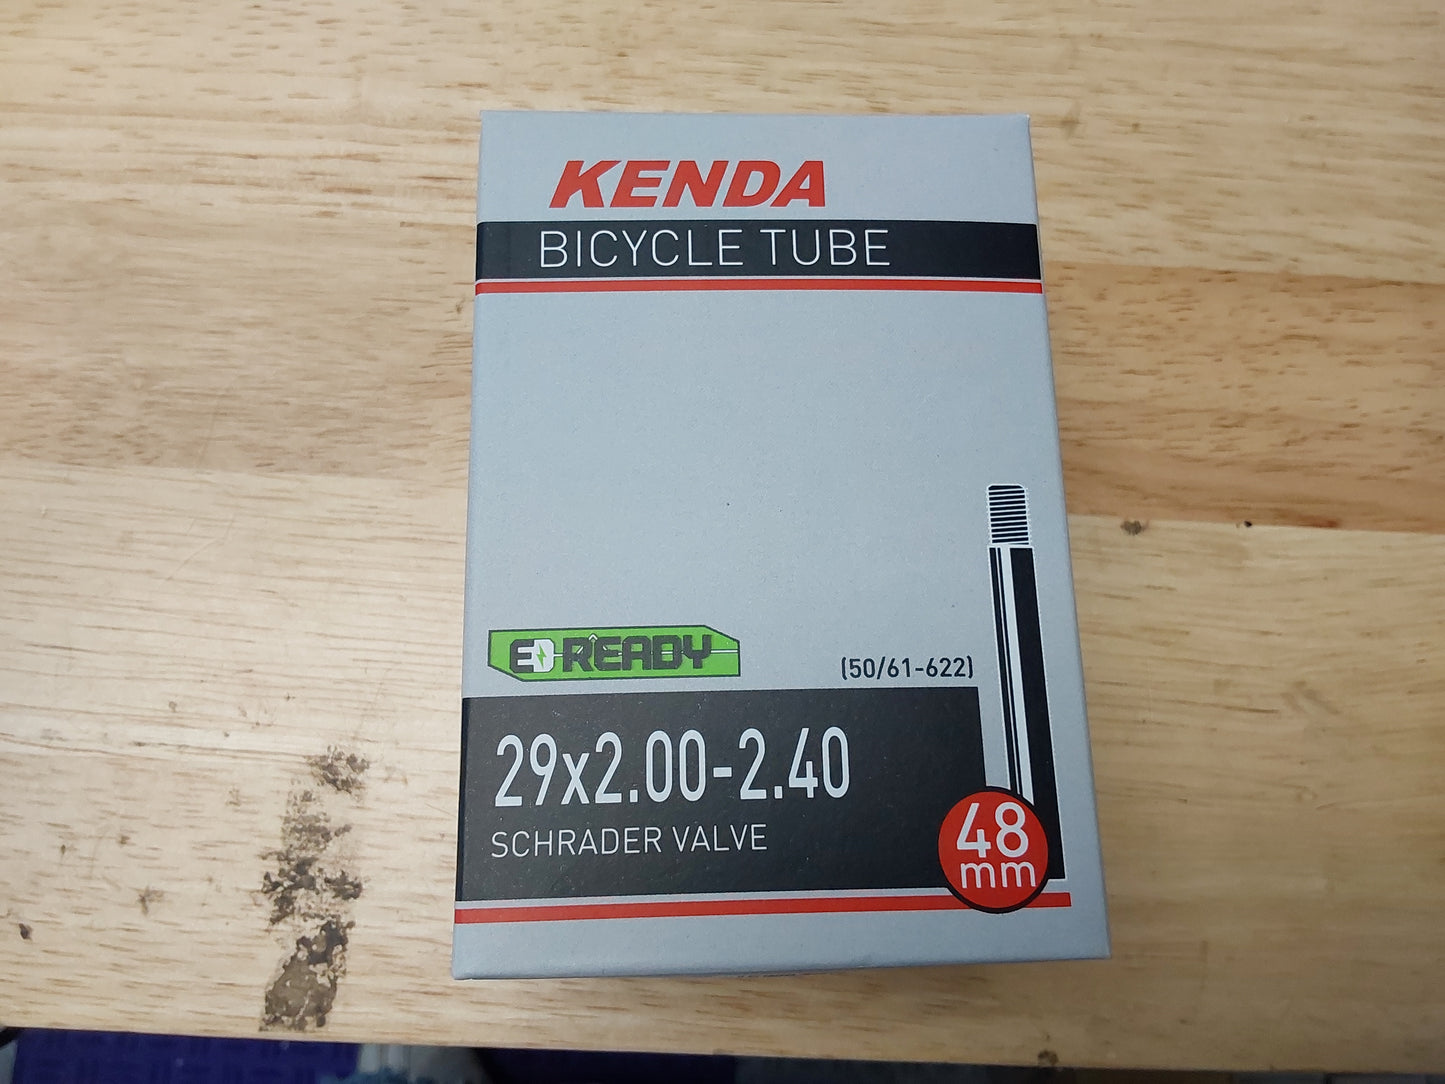 KENDA
BICYCLE TUBE
E READY
(50/61-622)
29x2.00-2.40
SCHRADER VALVE
48
mm